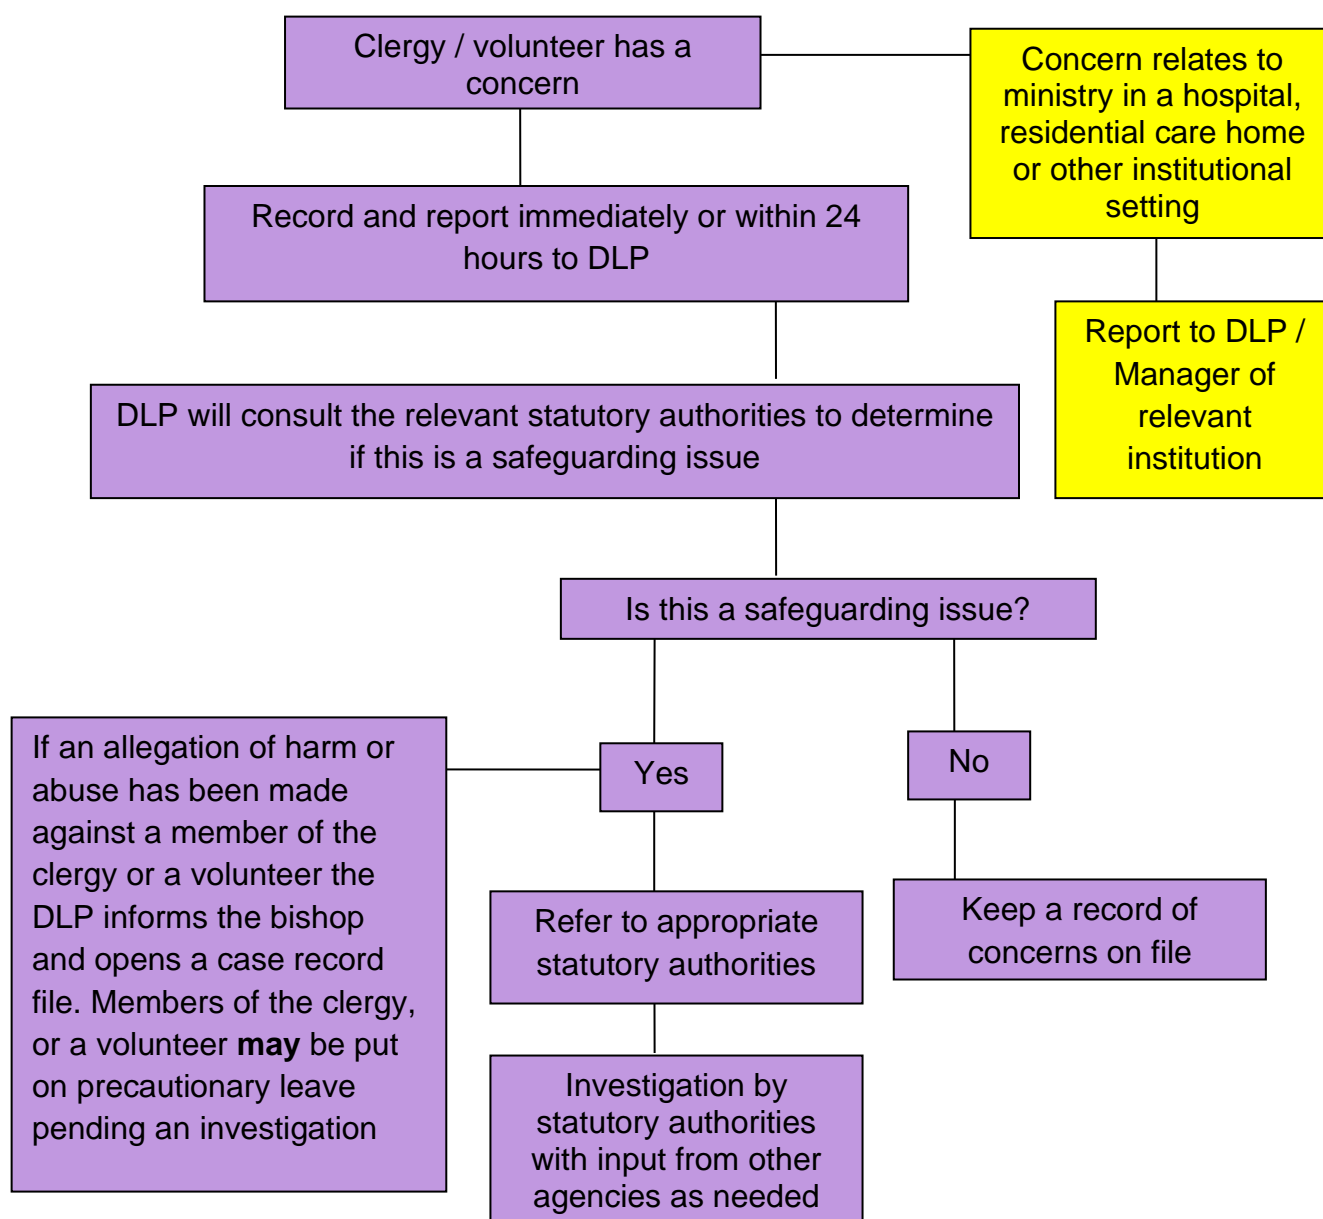 Clergy / volunteer has a
concern
Concern relates to
ministry in a hospital,
residential care home
or other institutional
setting
Record and report immediately or within 24
hours to DLP
Report to DLP /
Manager of
relevant
institution
DLP will consult the relevant statutory authorities to determine
if this is a safeguarding issue
Is this a safeguarding issue?
If an allegation of harm or
abuse has been made
against a member of the
clergy or a volunteer the
DLP informs the bishop
and opens a case record
file. Members of the clergy,
or a volunteer may be put
on precautionary leave
pending an investigation
Yes
No
Refer to appropriate
statutory authorities
Keep a record of
concerns on file
Investigation by
statutory authorities
with input from other
agencies as needed